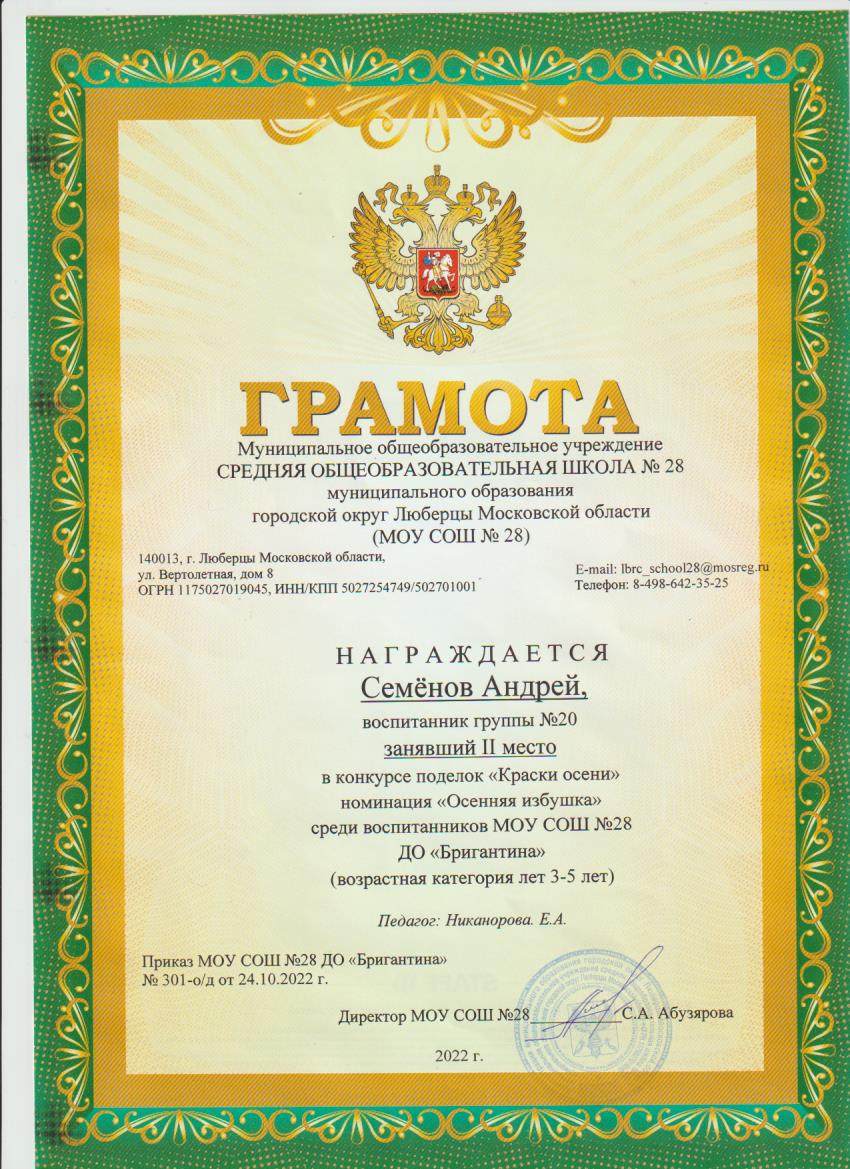 ГРАМОТА
Муниципальное общеобразовательное учреждение
СРЕДНЯЯ ОБЩЕОБРАЗОВАТЕЛЬНАЯ ШКОЛА № 28
муниципального образования
городской округ Люберцы Московской области
(МОУ СОШ № 28)
140013, г. Люберцы Московской области,
ул. Вертолетная, дом 8
ОГРН 1175027019045, ИНН/КПП 5027254749/502701001
E-mail: lbrc_school28@mosreg.ru
Телефон: 8-498-642-35-25
НАГРАЖДАЕТСЯ
Семёнов Андрей,
воспитанник группы №20
занявший II место
в конкурсе поделок «Краски осени»
номинация «Осенняя избушка»
среди воспитанников МОУ СОШ №28
ДО «Бригантина»
(возрастная категория лет 3-5 лет)
Педагог: Никанорова. Е.А.
Приказ МОУ СОШ №28 ДО «Бригантина»
№ 301-о/д от 24.10.2022 г.
Директор МОУ СОШ №28 С.А. Абузярова
2022 г.